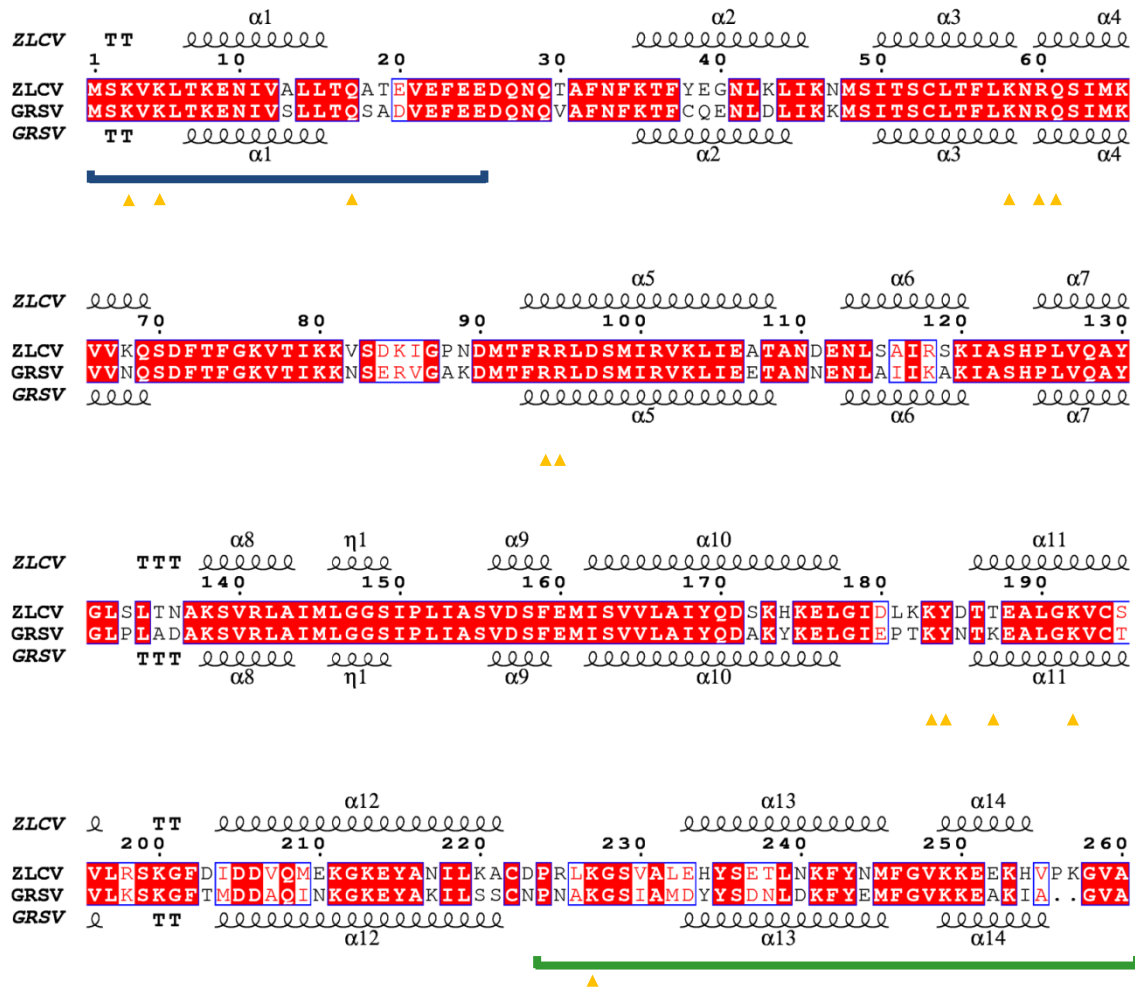 α1 α2 α3 α4
ZLCV TT
1 10 20 30 40 50 60
ZLCV MSKVKLTKENIVALLTQATEVEFEEDQNQTAFNFKTFYEGNLKLIKNMSITSCLTFLKNRQSIMK
GRSV MSKVKLTKENIVSLLTQSADVEFEEDQNQVAFNFKTFCQENLDLIKKMSITSCLTFLKNRQSIMK
GRSV TT
α1 α2 α3 α4
α5 α6 α7
ZLCV
70 80 90 100 110 120 130
ZLCV VVKQSDFTFGKVTIKKVSDKIGPNDMTFRRLDSMIRVKLIEATANDENLSAIRSKIASHPLVQAY
GRSV VVNQSDFTFGKVTIKKNSERVGAKDMTFRRLDSMIRVKLIEETANNENLAIIKAKIASHPLVQAY
GRSV
α5 α6 α7
α8 η1 α9 α10 α11
ZLCV TTT
140 150 160 170 180 190
ZLCV GLSLTNAKSVRLAIMLGGSIPLIASVDSFEMISVVLAIYQDSKHKELGIDLKKYDTTEALGKVCS
GRSV GLPLADAKSVRLAIMLGGSIPLIASVDSFEMISVVLAIYQDAKYKELGIEPTKYNTKEALGKVCT
GRSV TTT
α8 η1 α9 α10 α11
α12 α13 α14
ZLCV TT
200 210 220 230 240 250 260
ZLCV VLRSKGFDIDDVQMEKGKEYANILKACDPRLKGSVALEHYSETLNKFYNMFGVKKEEKHVPKGVA
GRSV VLKSKGFTMDDAQINKGKEYAKILSSCNPNAKGSIAMDYYSDNLDKFYEMFGVKKEAKIA..GVA
GRSV TT
α12 α13 α14